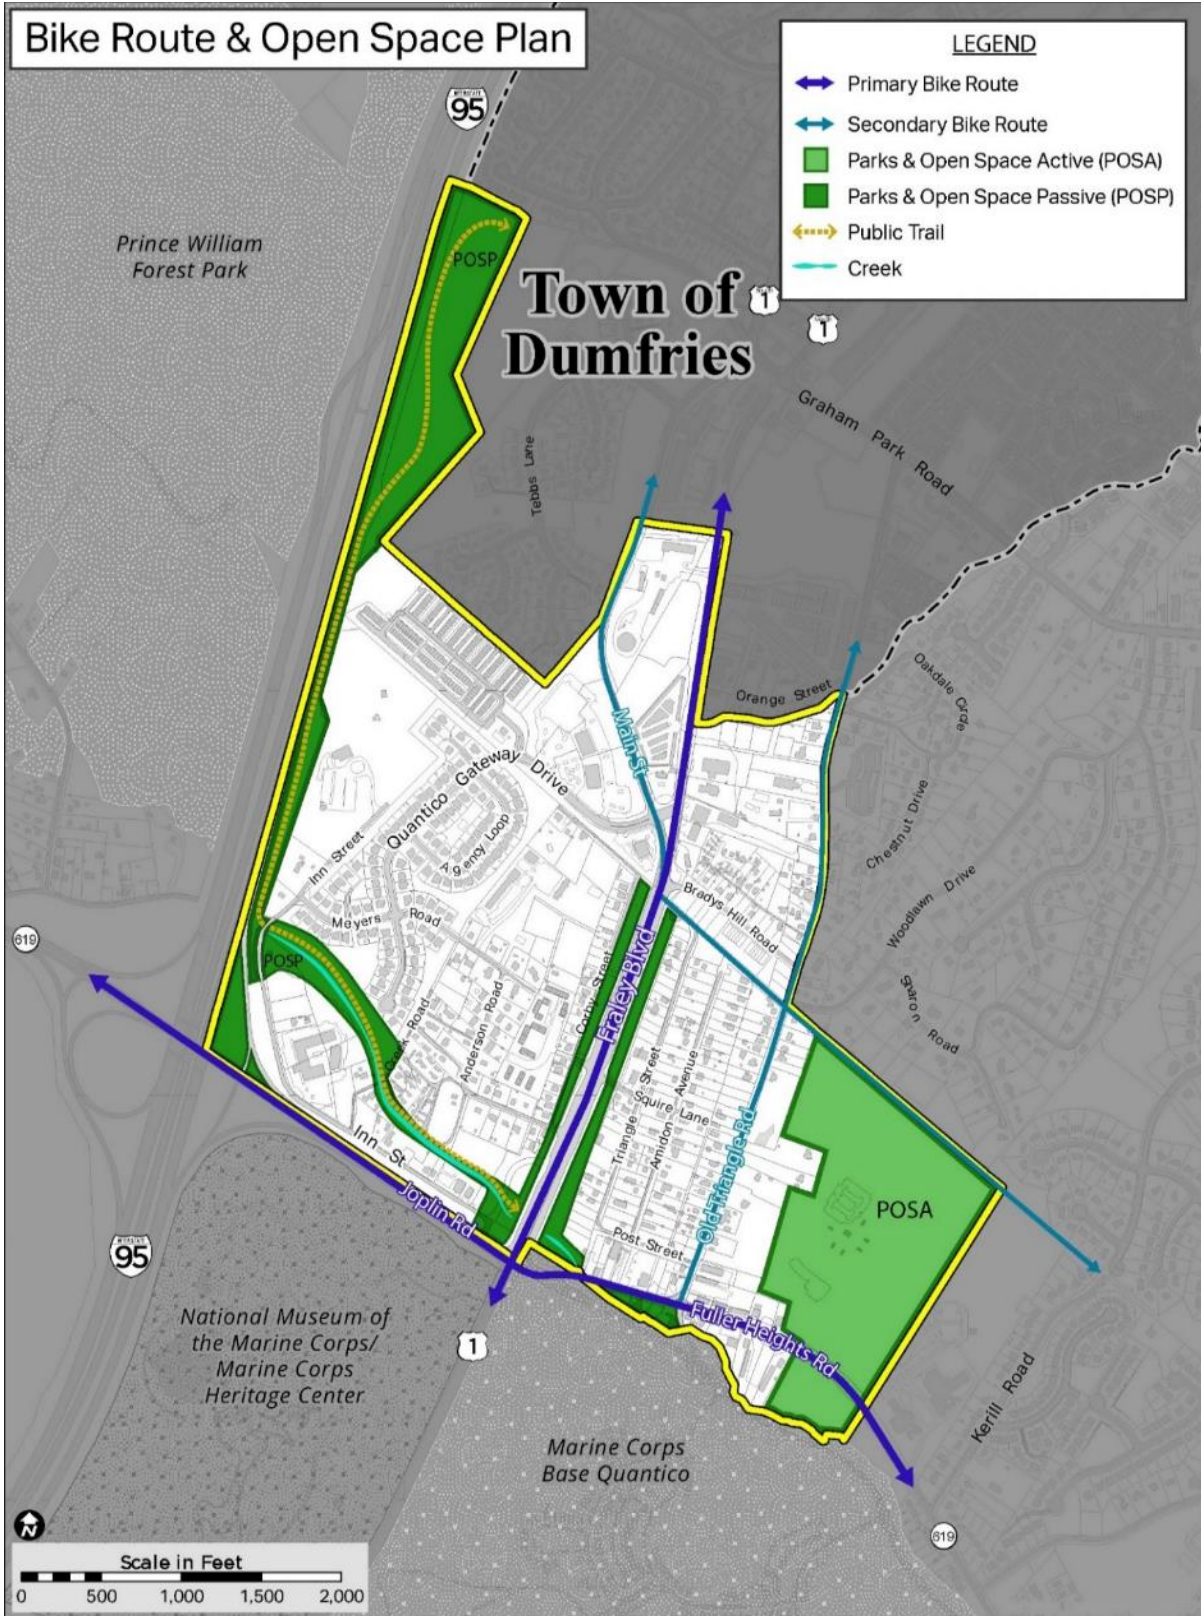 Bike Route & Open Space Plan
LEGEND
Primary Bike Route
Secondary Bike Route
Parks & Open Space Active (POSA)
Parks & Open Space Passive (POSP)
Public Trail
Creek
INTERSTATE
95
Prince William
Forest Park
POSP
Town of
Dumfries
1
1
Graham Park Road
Tebbs Lane
Orange Street
Oakdale Circle
Main St
Quantico Gateway Drive
Agency Loop
Inn Street
Chestnut Drive
Meyers Road
Bradys Hill Road
Woodlawn Drive
619
Fraley Blvd
Corby Street
POSP
Sharon Road
Anderson Road
Triangle Street
Amidon Avenue
Squire Lane
Old Triangle Rd
Inn St
Joplin Rd
POSA
Post Street
95
1
Fuller Heights Rd
National Museum of
the Marine Corps/
Marine Corps
Heritage Center
Kerill Road
Marine Corps
Base Quantico
619
N
Scale in Feet
0 500 1,000 1,500 2,000